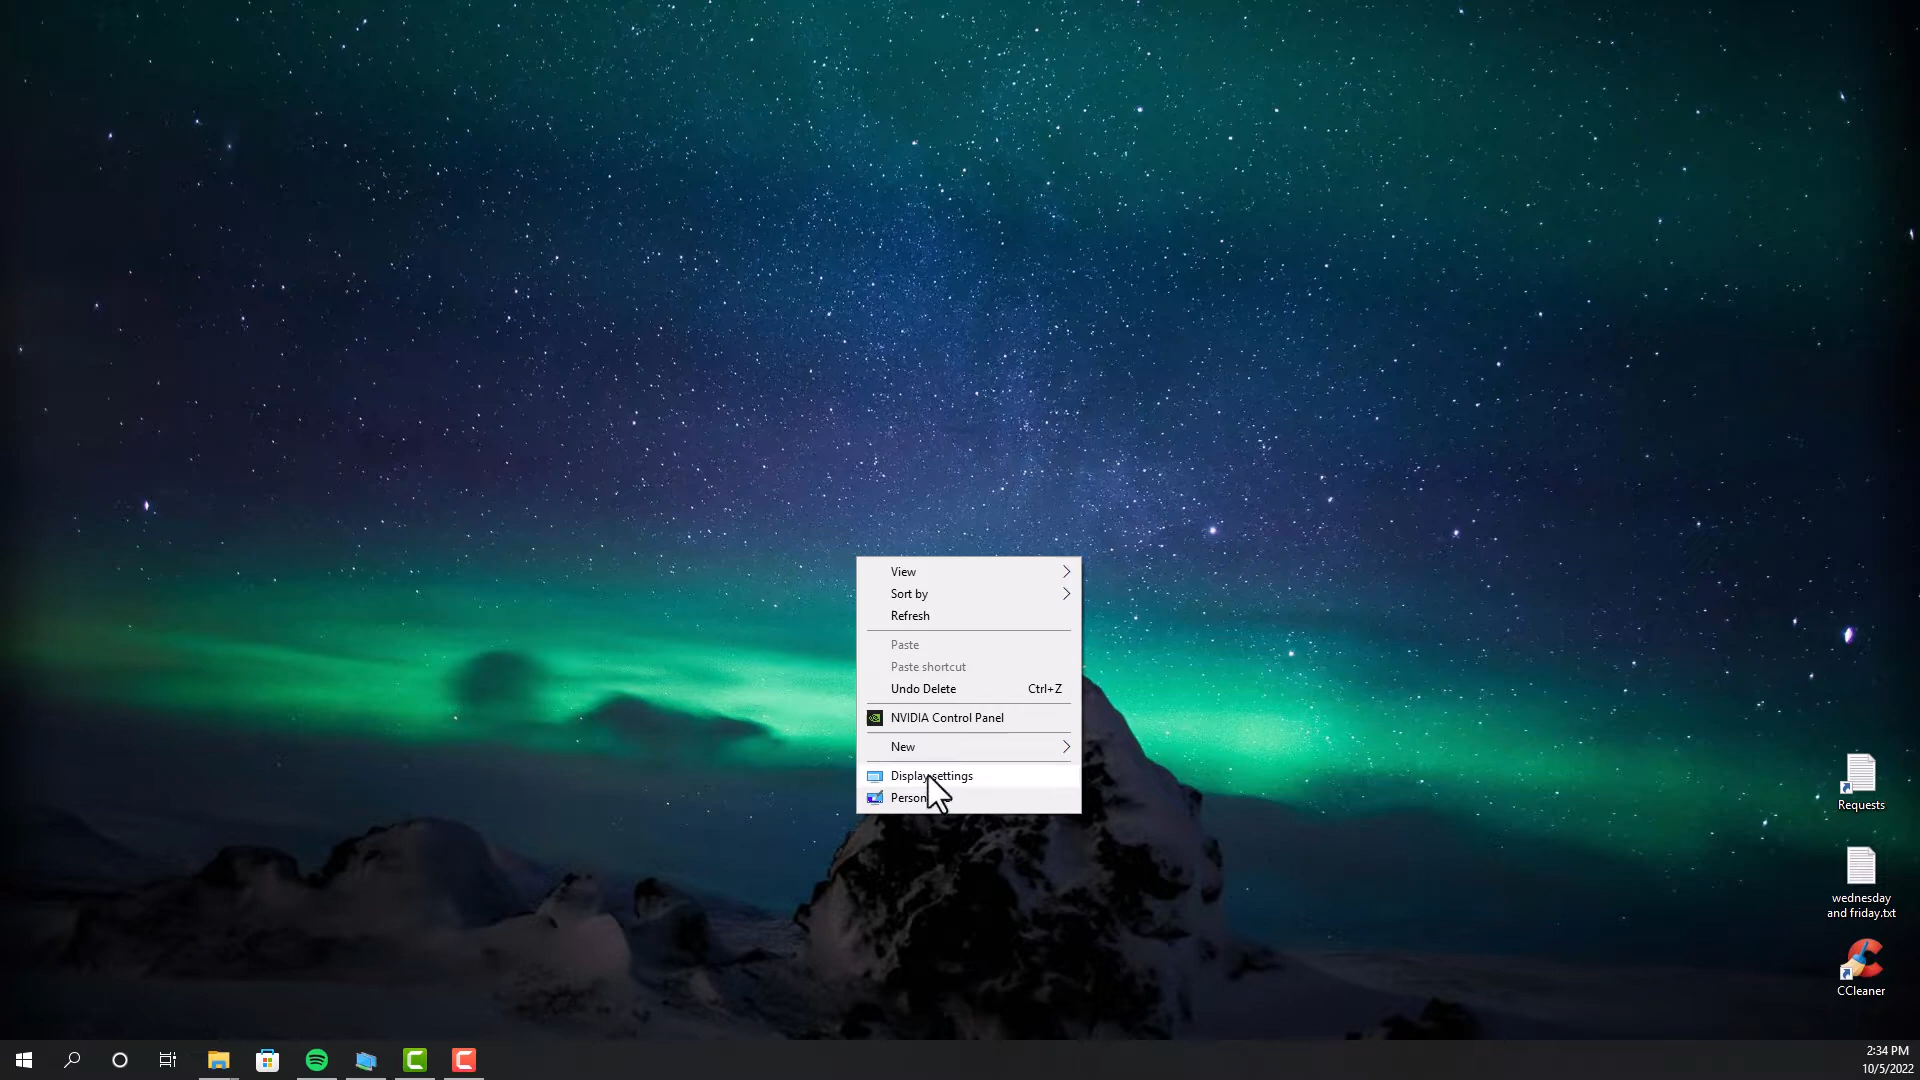 View
Sort by
Refresh
Paste
Paste shortcut
Undo Delete Ctrl+Z
NVIDIA Control Panel
New
Display settings
Person
Requests
wednesday
and friday.txt
CCleaner
2:34 PM
10/5/2022